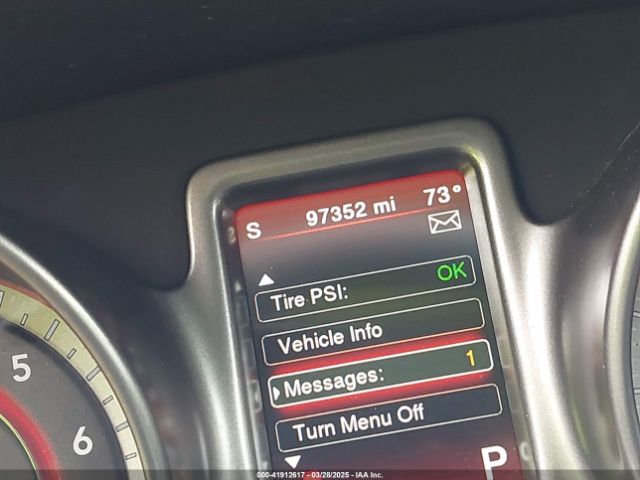 S 97352 mi 73°
Tire PSI: OK
Vehicle Info
Messages: 1
Turn Menu Off
P
5
6
000-41912617 - 03/28/2025 - IAA Inc.